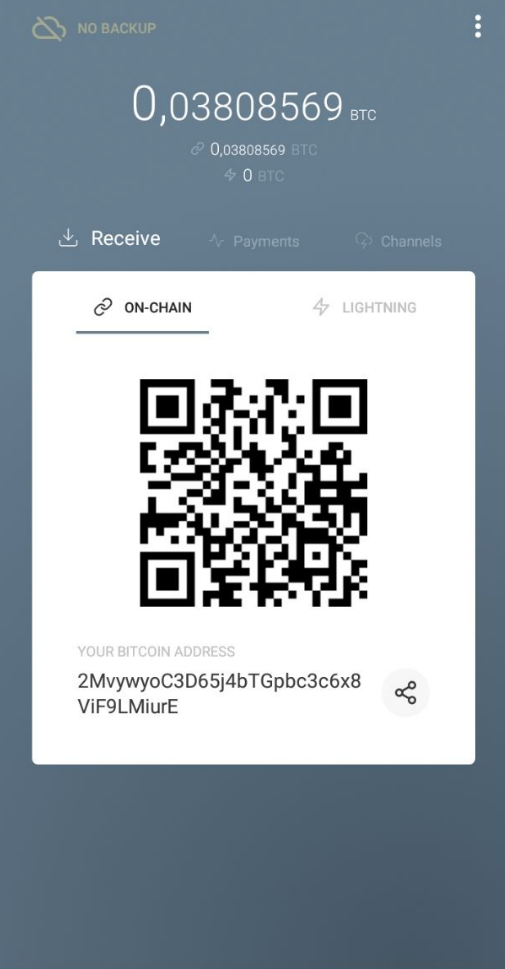 NO BACKUP
0,03808569 BTC
0,03808569 BTC
0 BTC
Receive Payments Channels
ON-CHAIN LIGHTNING
YOUR BITCOIN ADDRESS
2MvywyoC3D65j4bTGpbc3c6x8
ViF9LMiurE